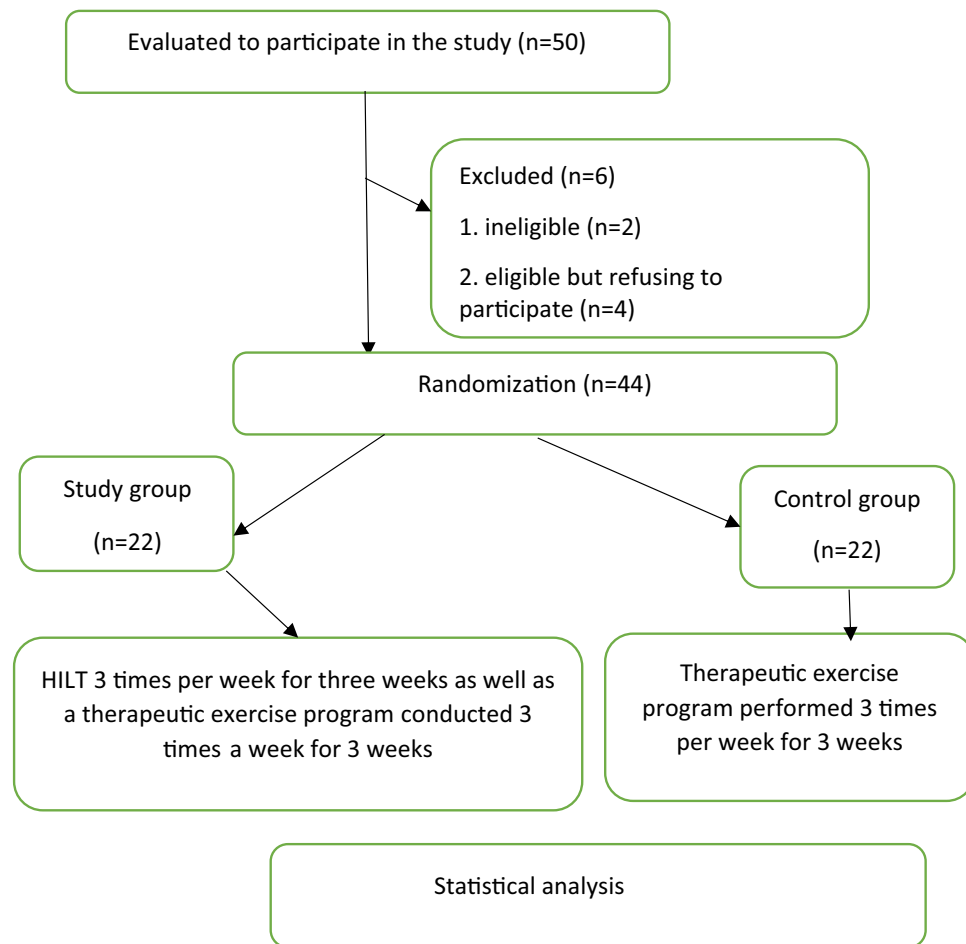 Evaluated to participate in the study (n=50)
Excluded (n=6)
1. ineligible (n=2)
2. eligible but refusing to
participate (n=4)
Randomization (n=44)
Study group
(n=22)
Control group
(n=22)
HILT 3 times per week for three weeks as well as
a therapeutic exercise program conducted 3
times a week for 3 weeks
Therapeutic exercise
program performed 3 times
per week for 3 weeks
Statistical analysis